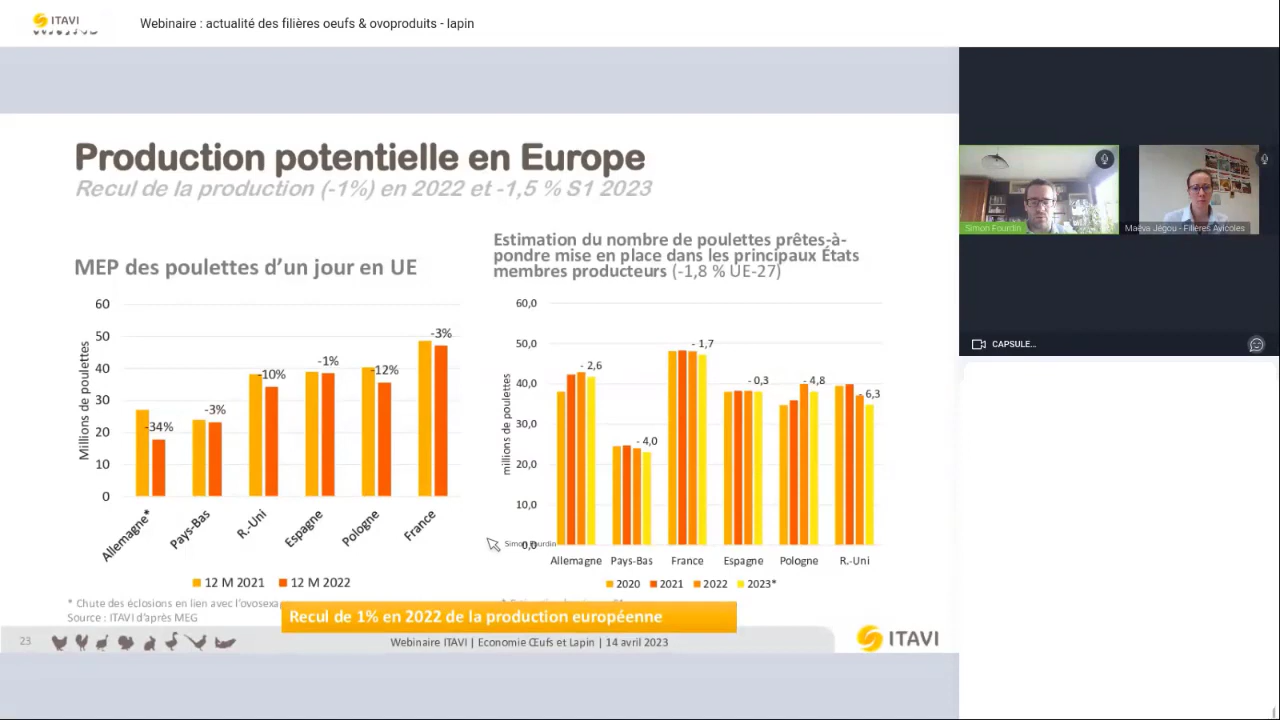 ITAVI
Webinaire : actualité des filières oeufs & ovoproduits - lapin
Production potentielle en Europe
Recul de la production (-1%) en 2022 et -1,5 % S1 2023
MEP des poulettes d'un jour en UE
Millions de poulettes
60
50
40
30
20
10
0
-34%
-3%
-10%
-1%
-12%
-3%
Allemagne*
Pays-Bas
R.-Uni
Espagne
Pologne
France
12 M 2021
12 M 2022
* Chute des éclosions en lien avec
Source : ITAVI d'après MEG
Estimation du nombre de poulettes prêtes-à-
pondre mise en place dans les principaux États
membres producteurs (-1,8 % UE-27)
millions de poulettes
60,0
50,0
40,0
30,0
20,0
10,0
0,0
- 2,6
- 4,0
- 1,7
- 0,3
- 4,8
- 6,3
Allemagne
Pays-Bas
France
Espagne
Pologne
R.-Uni
2020
2021
2022
2023*
Recul de 1% en 2022 de la production européenne
23
Webinaire ITAVI | Economie Œufs et Lapin | 14 avril 2023
ITAVI
Simon Fourdin
Maëva Jégou - Filières Avicoles
CAPSULE...